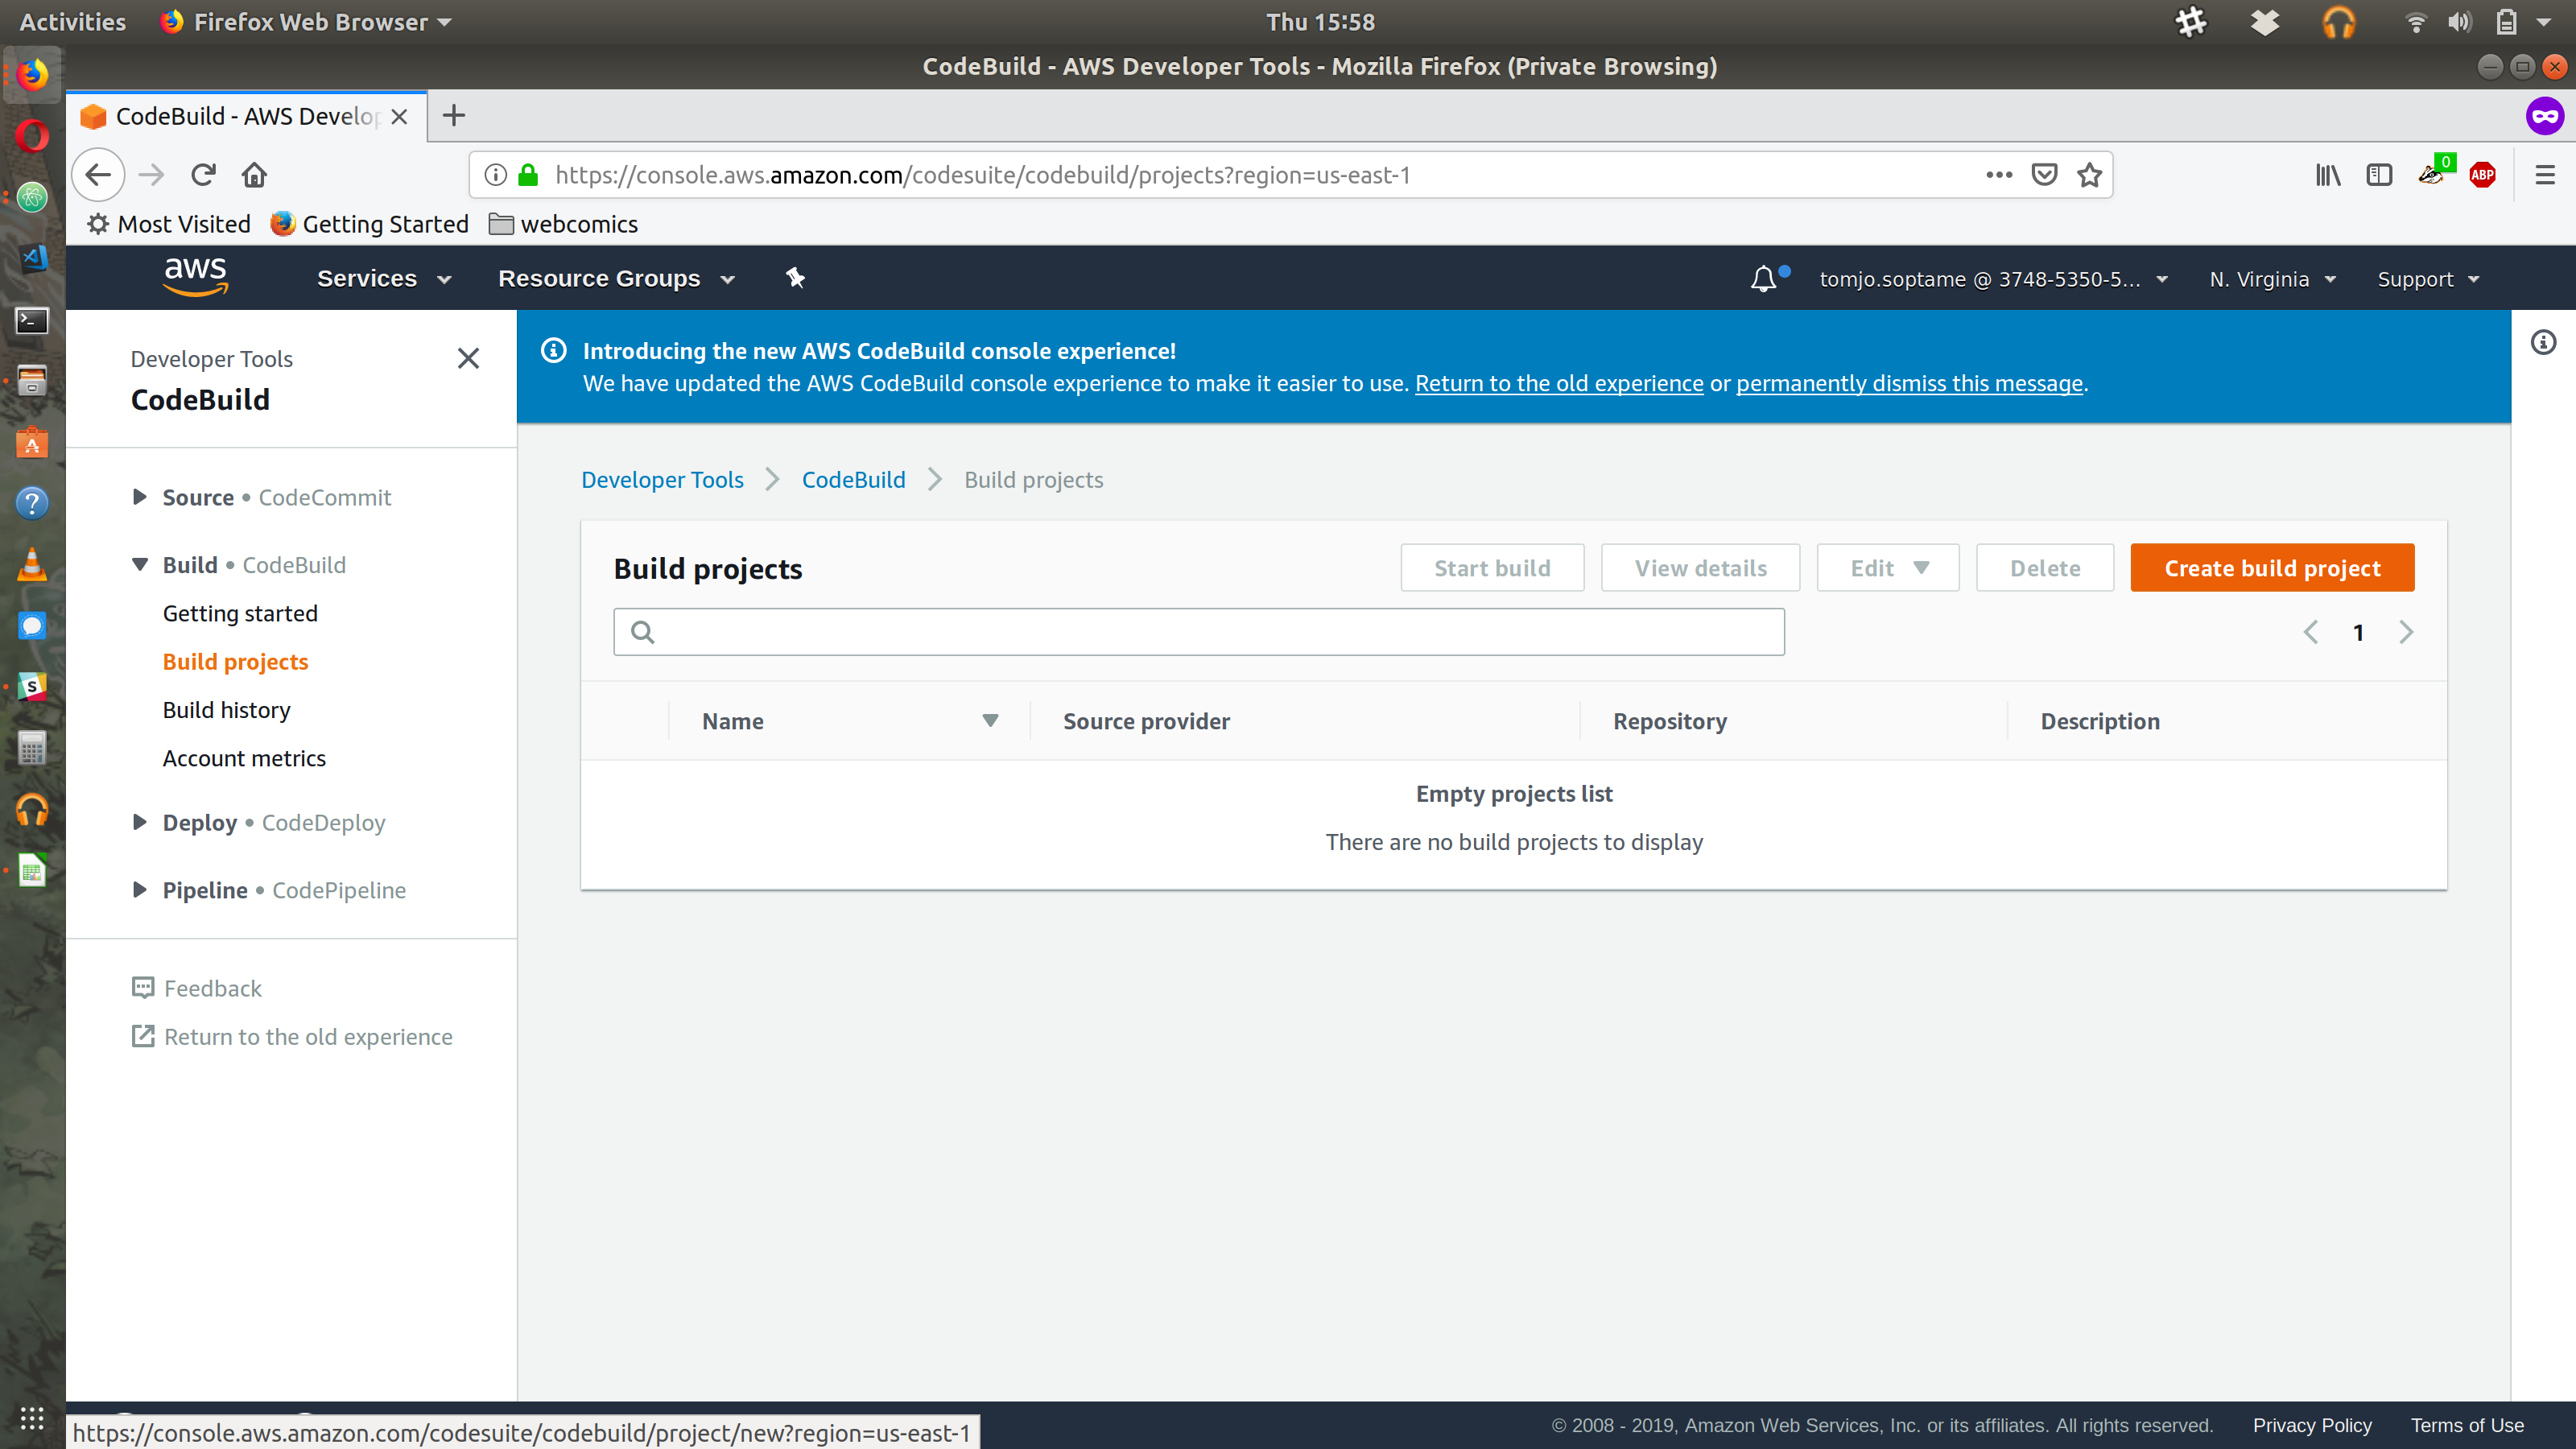 Activities Firefox Web Browser Thu 15:58
CodeBuild - AWS Developer Tools - Mozilla Firefox (Private Browsing)
CodeBuild - AWS Develop
https://console.aws.amazon.com/codesuite/codebuild/projects?region=us-east-1 0 ABP
Most Visited Getting Started webcomics
aws Services Resource Groups tomjo.soptame @ 3748-5350-5... N. Virginia Support
Developer Tools
CodeBuild
Introducing the new AWS CodeBuild console experience!
We have updated the AWS CodeBuild console experience to make it easier to use. Return to the old experience or permanently dismiss this message.
Source • CodeCommit
Build • CodeBuild
Getting started
Build projects
Build history
Account metrics
Deploy • CodeDeploy
Pipeline • CodePipeline
Feedback
Return to the old experience
Developer Tools CodeBuild Build projects
Build projects Start build View details Edit Delete Create build project
1
Name Source provider Repository Description
Empty projects list
There are no build projects to display
https://console.aws.amazon.com/codesuite/codebuild/project/new?region=us-east-1
© 2008 - 2019, Amazon Web Services, Inc. or its affiliates. All rights reserved. Privacy Policy Terms of Use